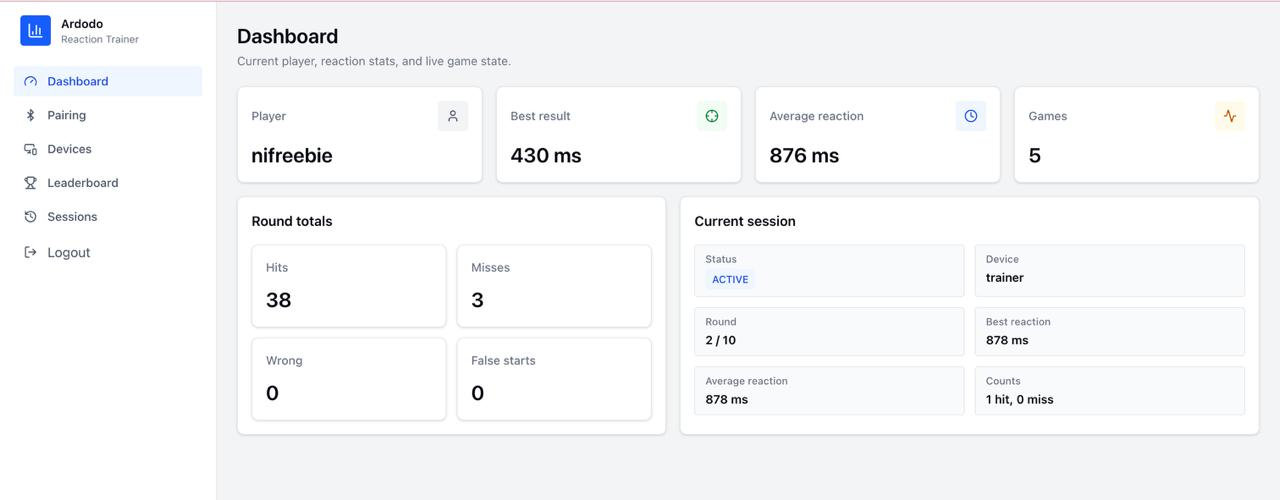 Ardodo
Reaction Trainer
Dashboard
Pairing
Devices
Leaderboard
Sessions
Logout
Dashboard
Current player, reaction stats, and live game state.
Player
nifreebie
Best result
430 ms
Average reaction
876 ms
Games
5
Round totals
Hits
38
Misses
3
Wrong
0
False starts
0
Current session
Status
ACTIVE
Device
trainer
Round
2 / 10
Best reaction
878 ms
Average reaction
878 ms
Counts
1 hit, 0 miss